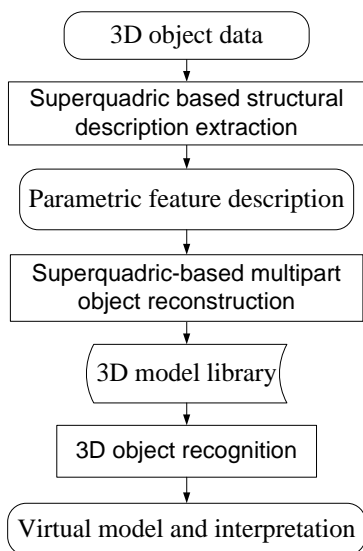 3D object data
Superquadric based structural
description extraction
Parametric feature description
Superquadric-based multipart
object reconstruction
3D model library
3D object recognition
Virtual model and interpretation